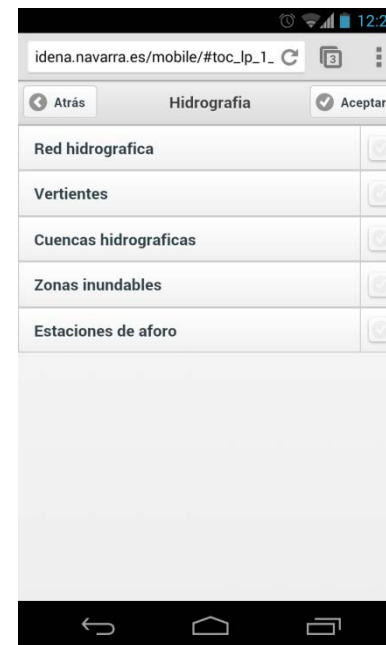 12:2
idena.navarra.es/mobile/#toc_lp_1_ 3
Atrás Hidrografia Aceptar
Red hidrografica
Vertientes
Cuencas hidrograficas
Zonas inundables
Estaciones de aforo